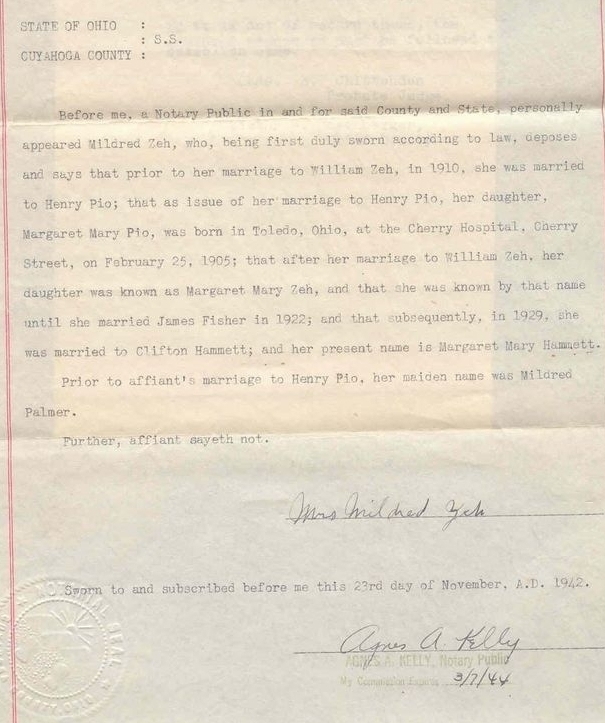 STATE OF OHIO :
: S.S.
CUYAHOGA COUNTY :
Before me, a Notary Public in and for said County and State, personally
appeared Mildred Zeh, who, being first duly sworn according to law, deposes
and says that prior to her marriage to William Zeh, in 1910, she was married
to Henry Pio; that as issue of her marriage to Henry Pio, her daughter,
Margaret Mary Pio, was born in Toledo, Ohio, at the Cherry Hospital, Cherry
Street, on February 25, 1905; that after her marriage to William Zeh, her
daughter was known as Margaret Mary Zeh, and that she was known by that name
until she married James Fisher in 1922; and that subsequently, in 1929, she
was married to Clifton Hammett; and her present name is Margaret Mary Hammett.
Prior to affiant's marriage to Henry Pio, her maiden name was Mildred
Palmer.
Further, affiant sayeth not.
Mrs Mildred Zeh
Sworn to and subscribed before me this 23rd day of November, A.D. 1942.
Agnes A. Kelly
AGNES A. KELLY, Notary Public
My Commission Expires 3/7/44
NOTORIAL SEAL